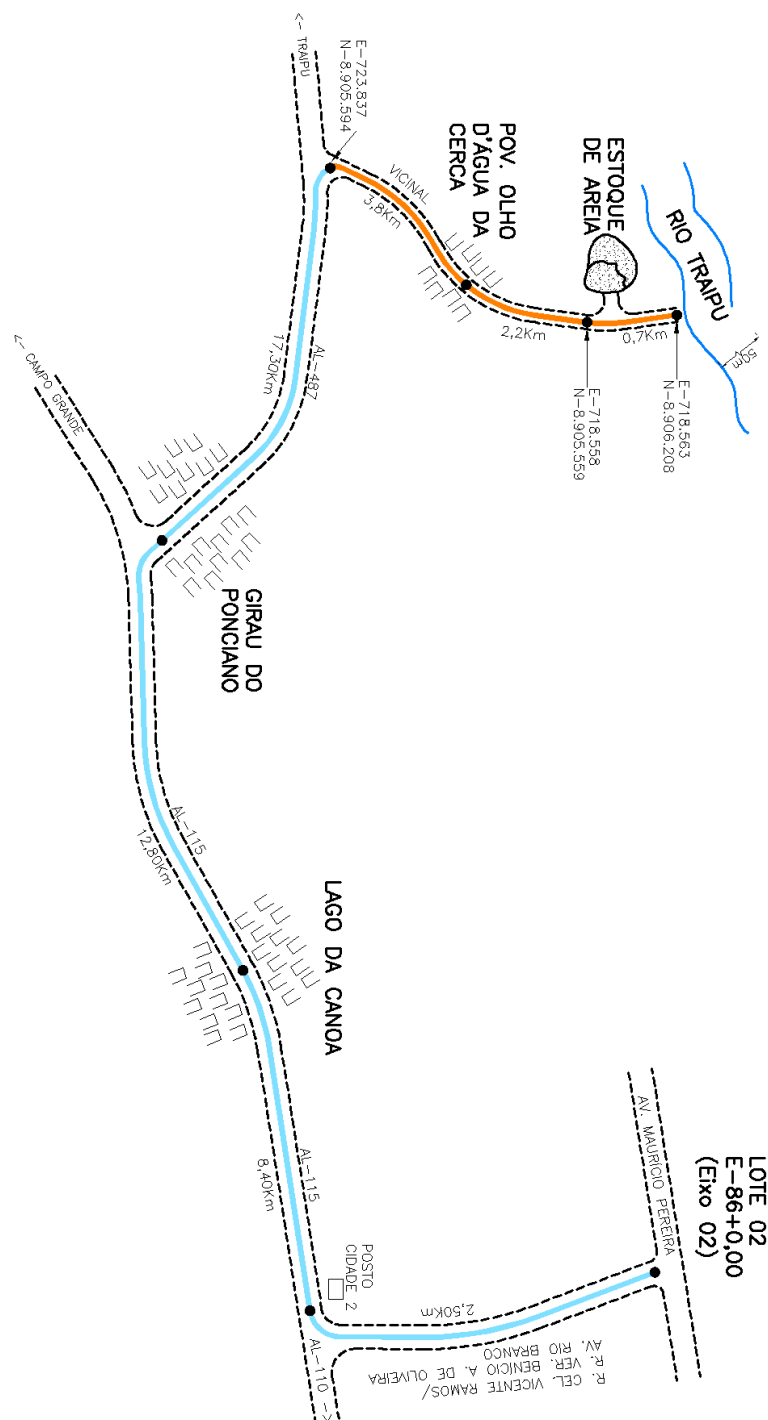 <- TRAIPU
E-723.837
N-8.905.594
VICINAL
3,8Km
POV. OLHO
D'ÁGUA DA
CERCA
ESTOQUE
DE AREIA
RIO TRAIPU
50m
2,2Km
0,7Km
E-718.563
N-8.906.208
E-718.558
N-8.905.559
AL-487
17,30Km
<- CAMPO GRANDE
GIRAU DO
PONCIANO
AL-115
12,80Km
LAGO DA CANOA
AL-115
8,40Km
POSTO
CIDADE 2
AL-110 ->
2,50Km
R. CEL. VICENTE RAMOS/
R. VER. BENÍCIO A. DE OLIVEIRA
AV. RIO BRANCO
AV. MAURICIO PEREIRA
LOTE 02
E-86+0,00
(Eixo 02)